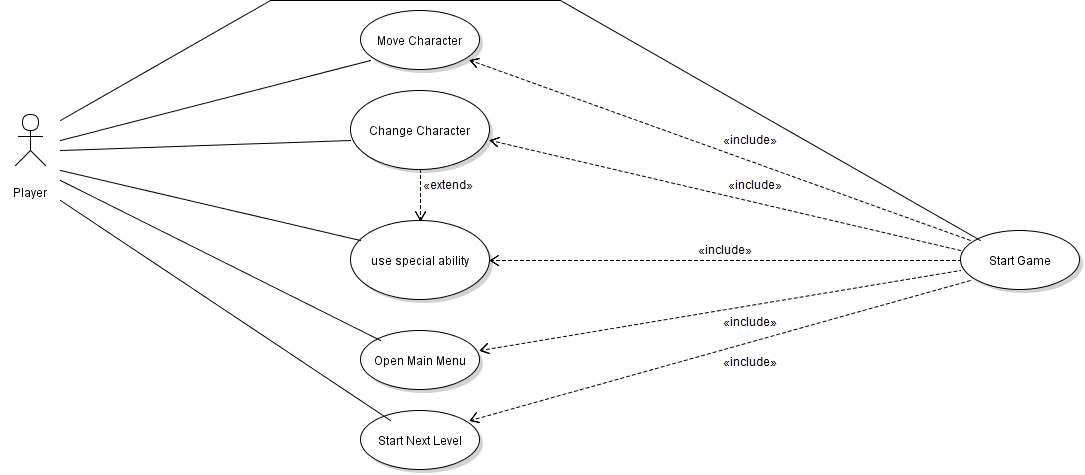 Move Character
Change Character
«include»
«include»
«extend»
Player
«include»
use special ability
Start Game
«include»
Open Main Menu
«include»
Start Next Level